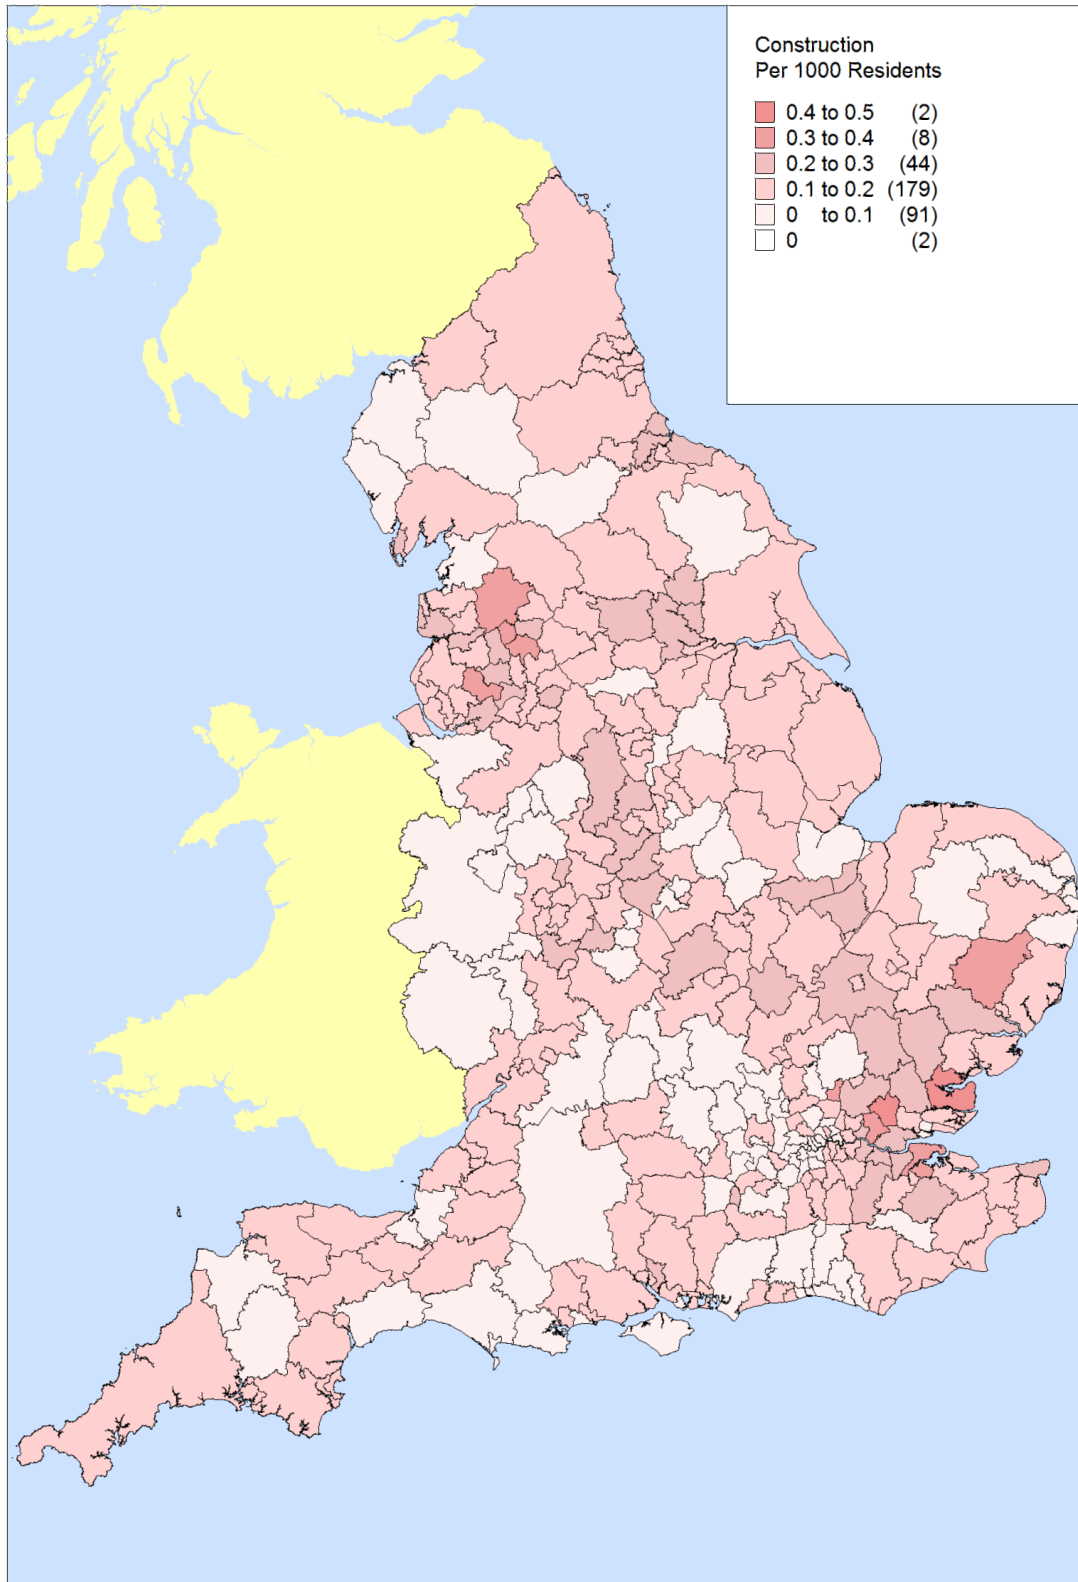 Construction
Per 1000 Residents
0.4 to 0.5 (2)
0.3 to 0.4 (8)
0.2 to 0.3 (44)
0.1 to 0.2 (179)
0 to 0.1 (91)
0 (2)